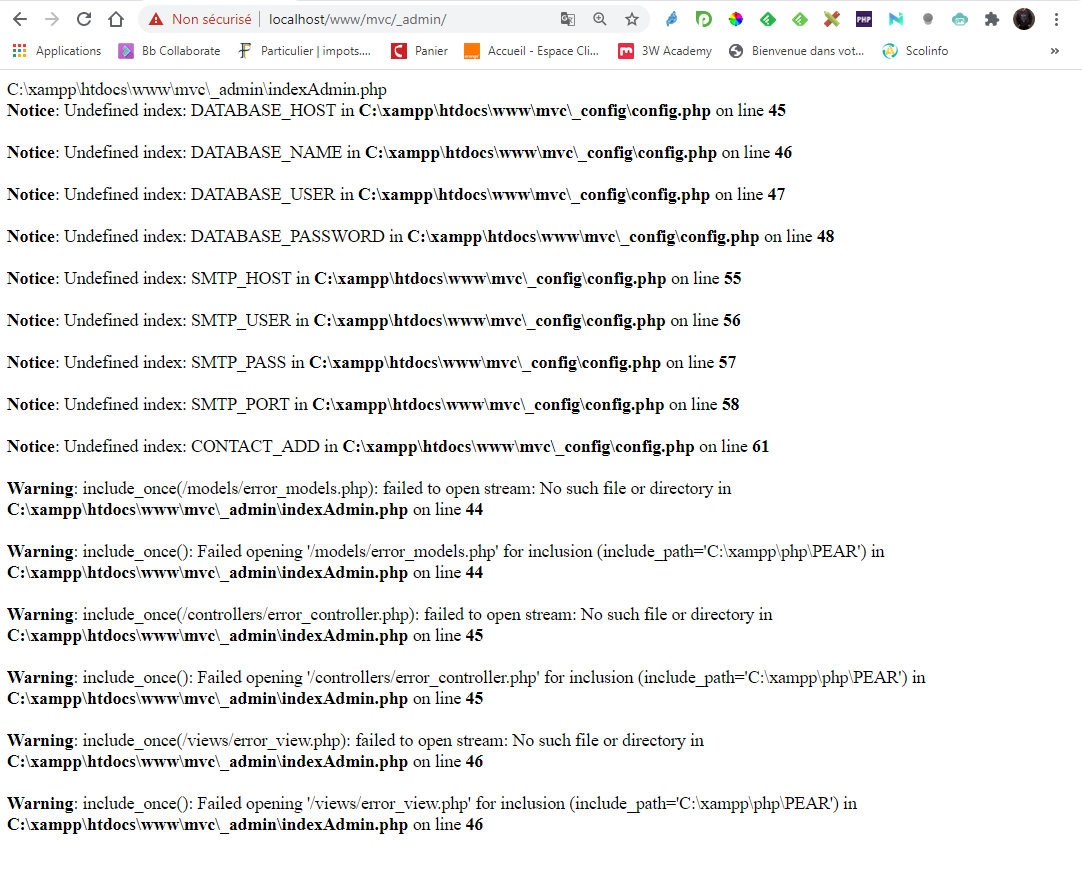 Non sécurisé
localhost/www/mvc/_admin/
PHP
Applications
Bb Collaborate
Particulier | impots....
Panier
Accueil - Espace Cli...
3W Academy
Bienvenue dans vot...
Scolinfo
»
C:\xampp\htdocs\www\mvc\_admin\indexAdmin.php
Notice: Undefined index: DATABASE_HOST in C:\xampp\htdocs\www\mvc\_config\config.php on line 45
Notice: Undefined index: DATABASE_NAME in C:\xampp\htdocs\www\mvc\_config\config.php on line 46
Notice: Undefined index: DATABASE_USER in C:\xampp\htdocs\www\mvc\_config\config.php on line 47
Notice: Undefined index: DATABASE_PASSWORD in C:\xampp\htdocs\www\mvc\_config\config.php on line 48
Notice: Undefined index: SMTP_HOST in C:\xampp\htdocs\www\mvc\_config\config.php on line 55
Notice: Undefined index: SMTP_USER in C:\xampp\htdocs\www\mvc\_config\config.php on line 56
Notice: Undefined index: SMTP_PASS in C:\xampp\htdocs\www\mvc\_config\config.php on line 57
Notice: Undefined index: SMTP_PORT in C:\xampp\htdocs\www\mvc\_config\config.php on line 58
Notice: Undefined index: CONTACT_ADD in C:\xampp\htdocs\www\mvc\_config\config.php on line 61
Warning: include_once(/models/error_models.php): failed to open stream: No such file or directory in
C:\xampp\htdocs\www\mvc\_admin\indexAdmin.php on line 44
Warning: include_once(): Failed opening '/models/error_models.php' for inclusion (include_path='C:\xampp\php\PEAR') in
C:\xampp\htdocs\www\mvc\_admin\indexAdmin.php on line 44
Warning: include_once(/controllers/error_controller.php): failed to open stream: No such file or directory in
C:\xampp\htdocs\www\mvc\_admin\indexAdmin.php on line 45
Warning: include_once(): Failed opening '/controllers/error_controller.php' for inclusion (include_path='C:\xampp\php\PEAR') in
C:\xampp\htdocs\www\mvc\_admin\indexAdmin.php on line 45
Warning: include_once(/views/error_view.php): failed to open stream: No such file or directory in
C:\xampp\htdocs\www\mvc\_admin\indexAdmin.php on line 46
Warning: include_once(): Failed opening '/views/error_view.php' for inclusion (include_path='C:\xampp\php\PEAR') in
C:\xampp\htdocs\www\mvc\_admin\indexAdmin.php on line 46